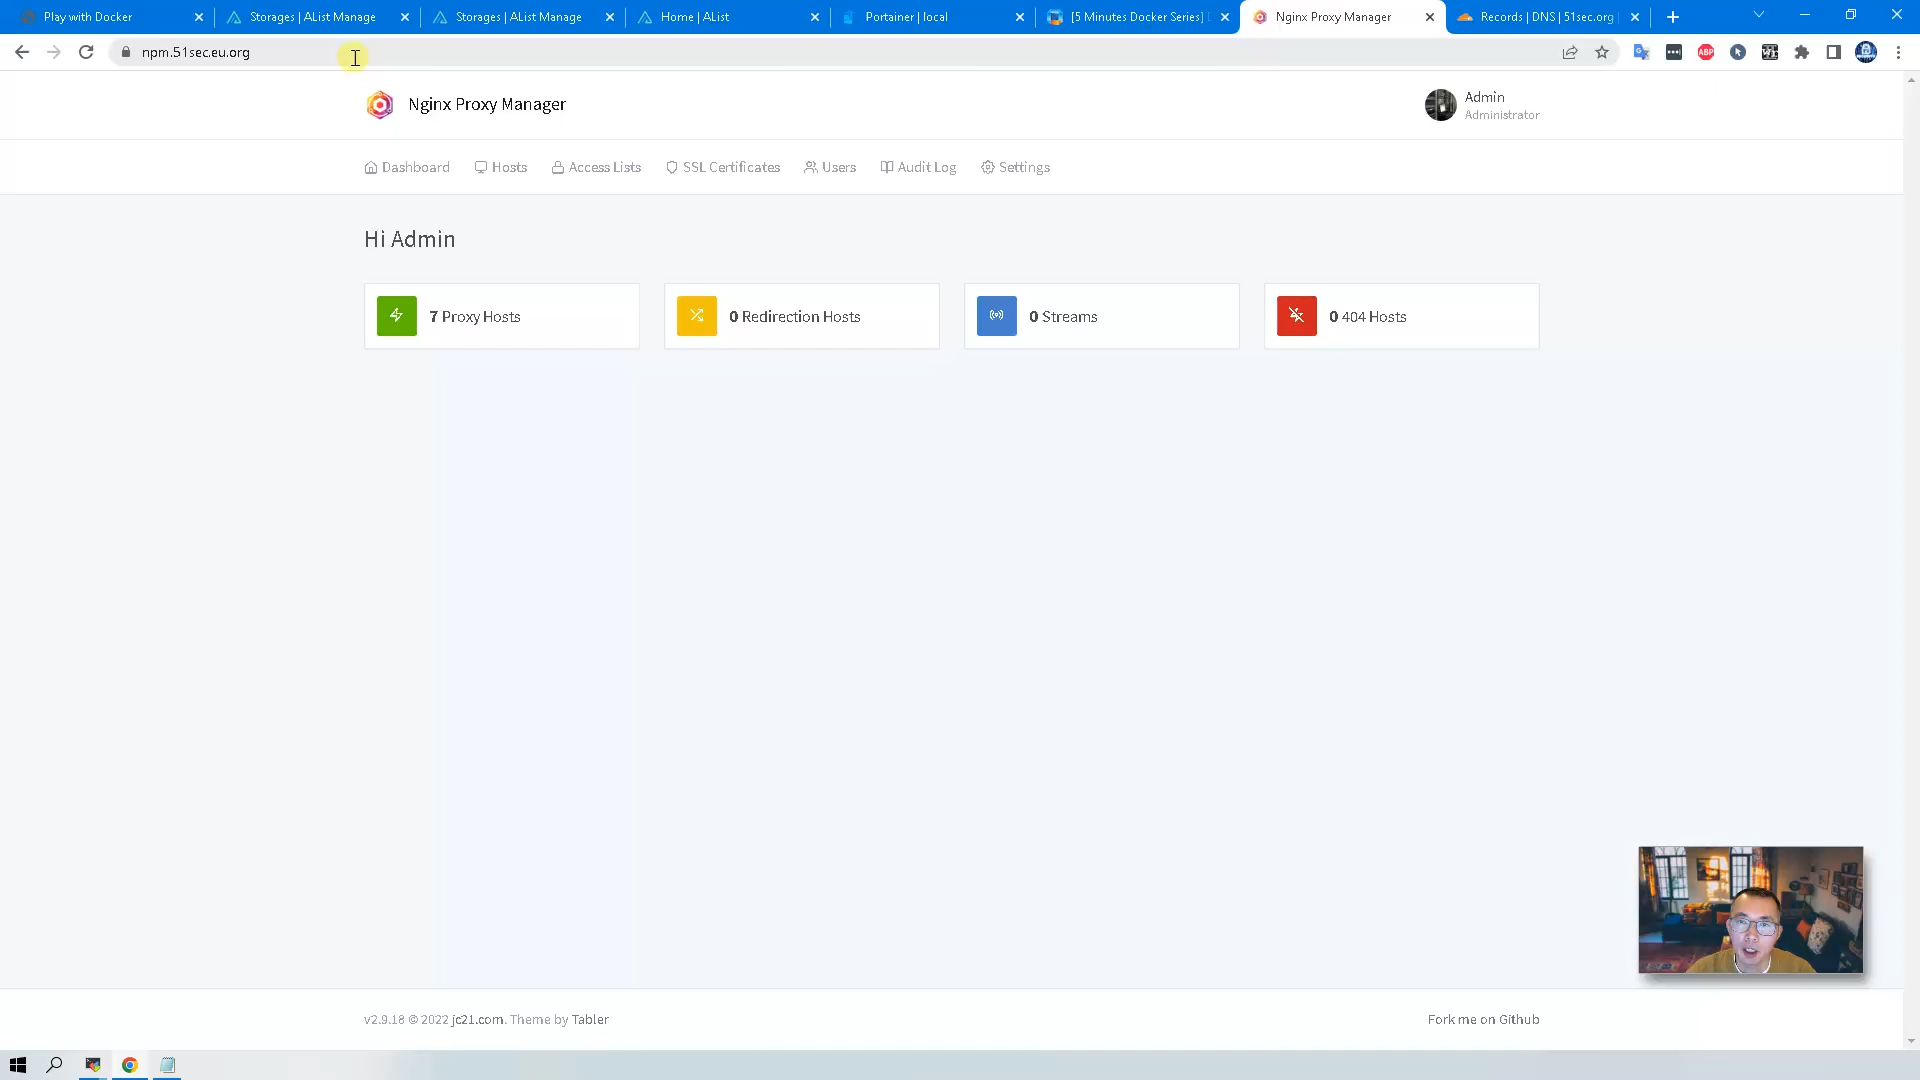 Play with Docker
Storages | AList Manage
Storages | AList Manage
Home | AList
Portainer | local
[5 Minutes Docker Series]
Nginx Proxy Manager
Records | DNS | 51sec.org
npm.51sec.eu.org
ABP
Nginx Proxy Manager
Admin
Administrator
Dashboard
Hosts
Access Lists
SSL Certificates
Users
Audit Log
Settings
Hi Admin
7 Proxy Hosts
0 Redirection Hosts
0 Streams
0 404 Hosts
v2.9.18 © 2022 jc21.com. Theme by Tabler
Fork me on Github